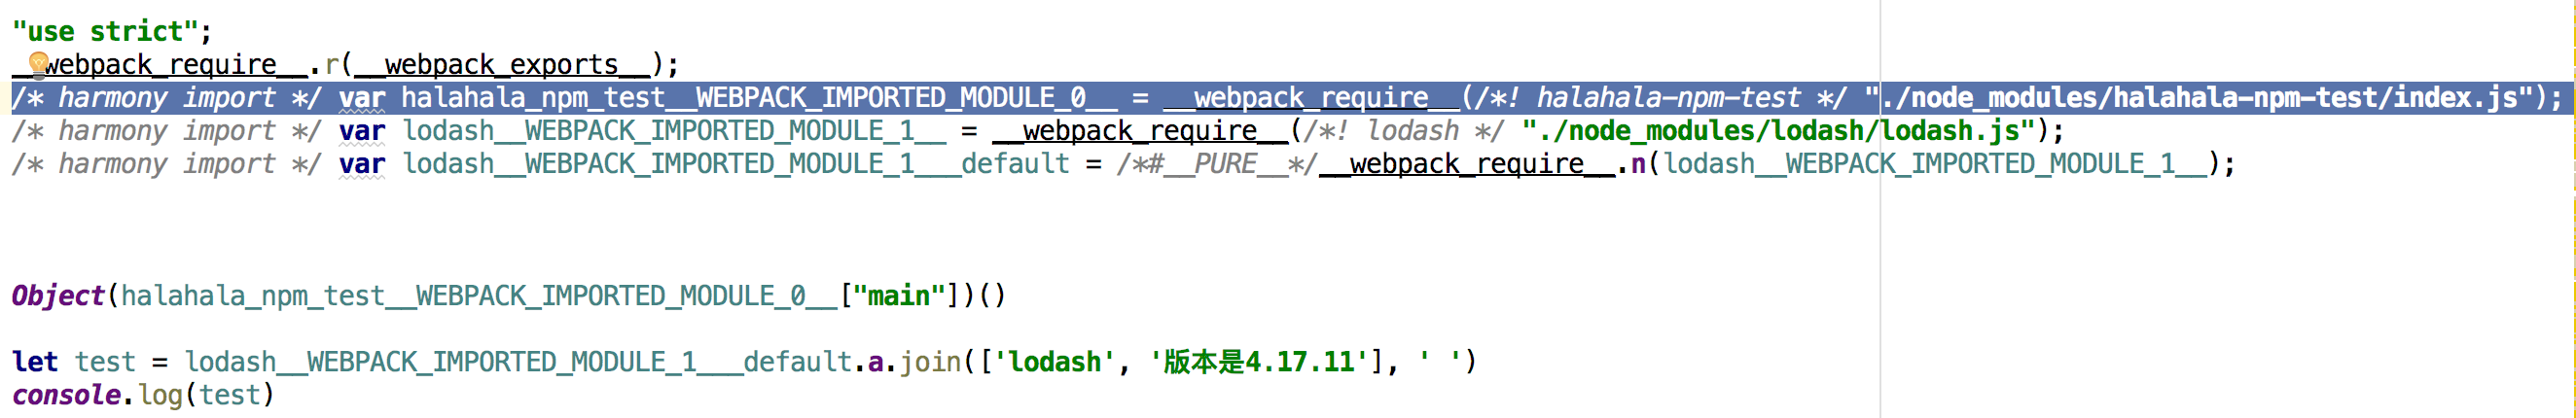 "use strict";
__webpack_require__.r(__webpack_exports__);
/* harmony import */ var halahala_npm_test__WEBPACK_IMPORTED_MODULE_0__ = __webpack_require__(/*! halahala-npm-test */ "./node_modules/halahala-npm-test/index.js");
/* harmony import */ var lodash__WEBPACK_IMPORTED_MODULE_1__ = __webpack_require__(/*! lodash */ "./node_modules/lodash/lodash.js");
/* harmony import */ var lodash__WEBPACK_IMPORTED_MODULE_1___default = /*#__PURE__*/__webpack_require__.n(lodash__WEBPACK_IMPORTED_MODULE_1__);
Object(halahala_npm_test__WEBPACK_IMPORTED_MODULE_0__["main"])()
let test = lodash__WEBPACK_IMPORTED_MODULE_1___default.a.join(['lodash', '版本是4.17.11'], ' ')
console.log(test)